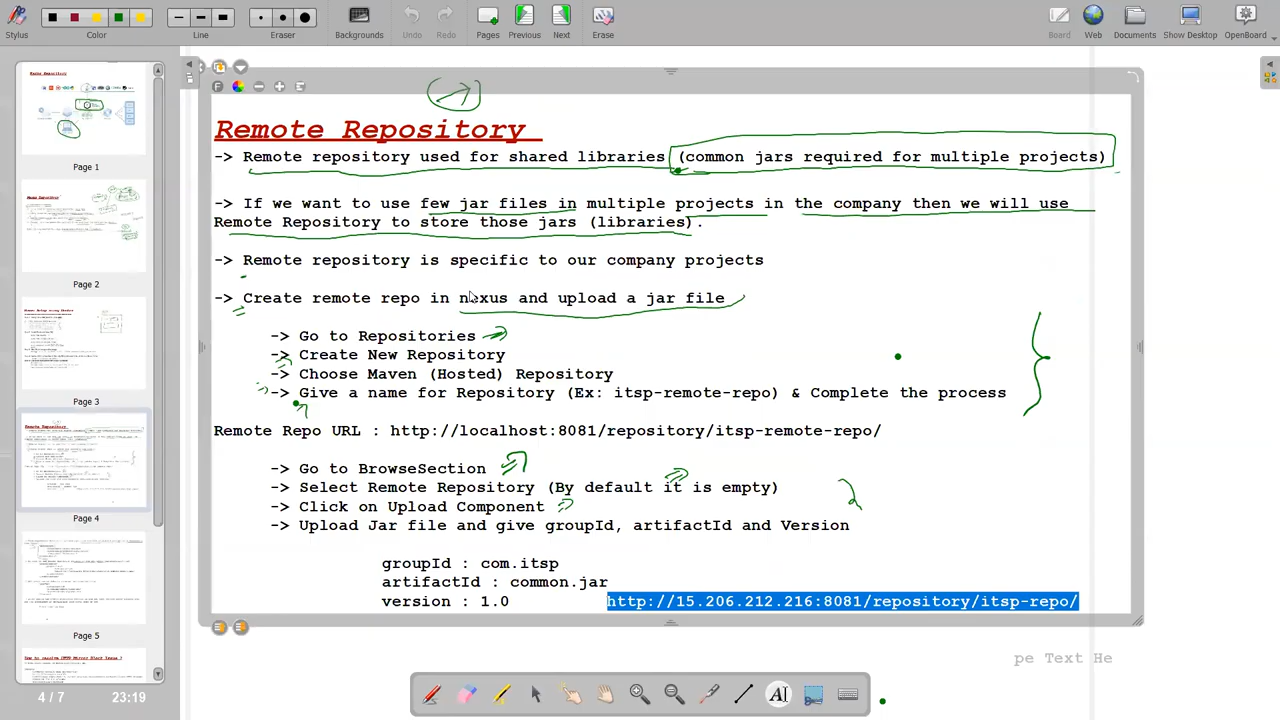 Stylus
Color
Line
Eraser
Backgrounds
Undo
Redo
Pages
Previous
Next
Erase
Board
Web
Documents
Show Desktop
OpenBoard
Remote Repository
-> Remote repository used for shared libraries (common jars required for multiple projects)
-> If we want to use few jar files in multiple projects in the company then we will use
Remote Repository to store those jars (libraries).
-> Remote repository is specific to our company projects
-> Create remote repo in nexus and upload a jar file
-> Go to Repositories
-> Create New Repository
-> Choose Maven (Hosted) Repository
-> Give a name for Repository (Ex: itsp-remote-repo) & Complete the process
Remote Repo URL :
-> Go to BrowseSection
-> Select Remote Repository (By default it is empty)
-> Click on Upload Component
-> Upload Jar file and give groupId, artifactId and Version
groupId : com.itsp
artifactId : common.jar
version : 1.0
http://15.206.212.216:8081/repository/itsp-repo/
pe Text He
Page 1
Page 2
Page 3
Page 4
Page 5
4 / 7
23:19